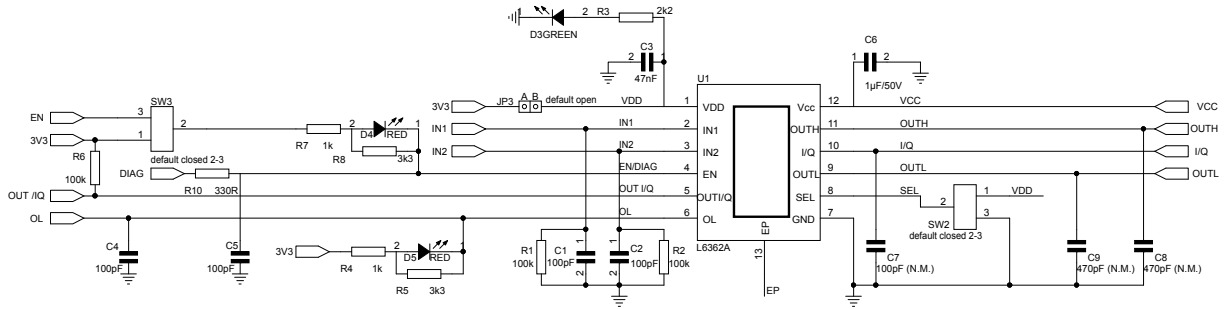 1 2 R3
D3GREEN 2k2
C3
2 1
47nF
C6
1 2
1µF/50V
U1
3V3 JP3 A B default open VDD 1 VDD Vcc 12 VCC VCC
SW3
EN 3
2
3V3 1
default closed 2-3
R6
100k
R7 1k
2 D4 RED 1
R8 3k3
IN1 IN1 2 IN1 OUTH 11 OUTH OUTH
IN2 IN2 3 IN2 I/Q 10 I/Q I/Q
DIAG R10 330R EN/DIAG 4 EN OUTL 9 OUTL OUTL
OUT /IQ OUT I/Q 5 OUTI/Q SEL 8 SEL
OL OL 6 OL GND 7
2 1 VDD
SW2 3
default closed 2-3
EP
L6362A
13
EP
C4
100pF
C5
100pF
3V3 R4 1k
2 D5 RED 1
R5 3k3
R1
100k
C1 1
100pF
2
C2 1
100pF
2
R2
100k
C7
100pF (N.M.)
C9
470pF (N.M.)
C8
470pF (N.M.)